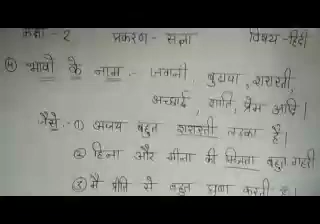 कक्षा - 2 प्रकरण - संज्ञा विषय - हिंदी
④ भावों के नाम :- जवानी, बुढ़ापा, शरारती,
अच्छाई, शांति, प्रेम आदि।
जैसे:- ① अजय बहुत शरारती लड़का है।
② हिना और मीना की मित्रता बहुत गहरी
③ मैं प्रीति से बहुत घृणा करती है।